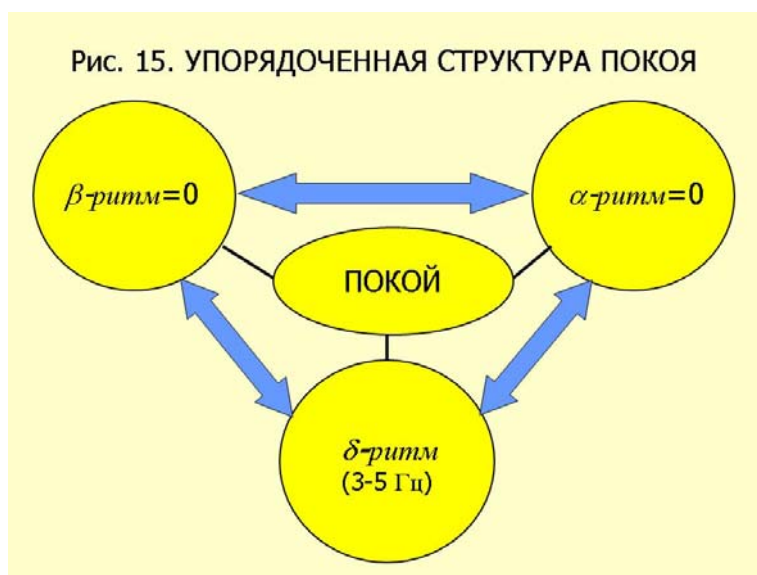 Рис. 15. УПОРЯДОЧЕННАЯ СТРУКТУРА ПОКОЯ
β-ритм=0
α-ритм=0
ПОКОЙ
δ-ритм
(3-5 Гц)